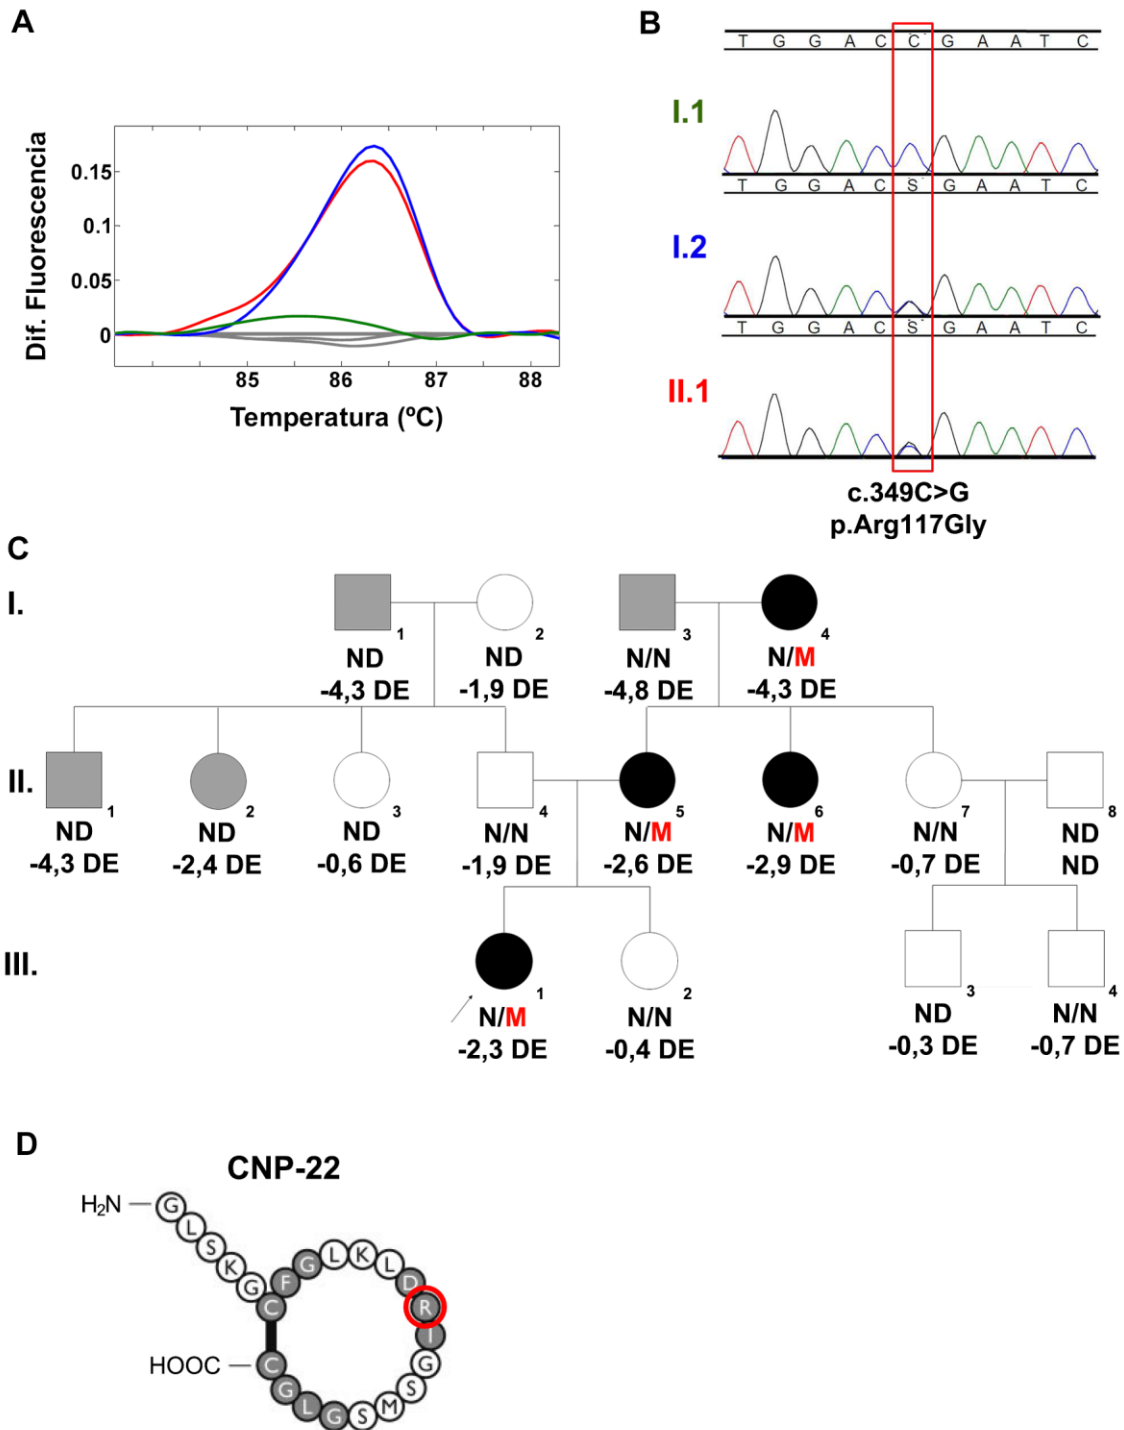 A
Dif. Fluorescencia
0.15
0.1
0.05
0
85 86 87 88
Temperatura (ºC)
B
T G G A C C G A A T C
I.1
T G G A C S G A A T C
I.2
T G G A C S G A A T C
II.1
c.349C>G
p.Arg117Gly
C
I.
1 2 3 4
ND ND N/N N/M
-4,3 DE -1,9 DE -4,8 DE -4,3 DE
II.
1 2 3 4 5 6 7 8
ND ND ND N/N N/M N/M N/N ND
-4,3 DE -2,4 DE -0,6 DE -1,9 DE -2,6 DE -2,9 DE -0,7 DE ND
III.
1 2 3 4
N/M N/N ND N/N
-2,3 DE -0,4 DE -0,3 DE -0,7 DE
D
CNP-22
H₂N G L S K G C F G L K L D R I G S M S G L G C HOOC